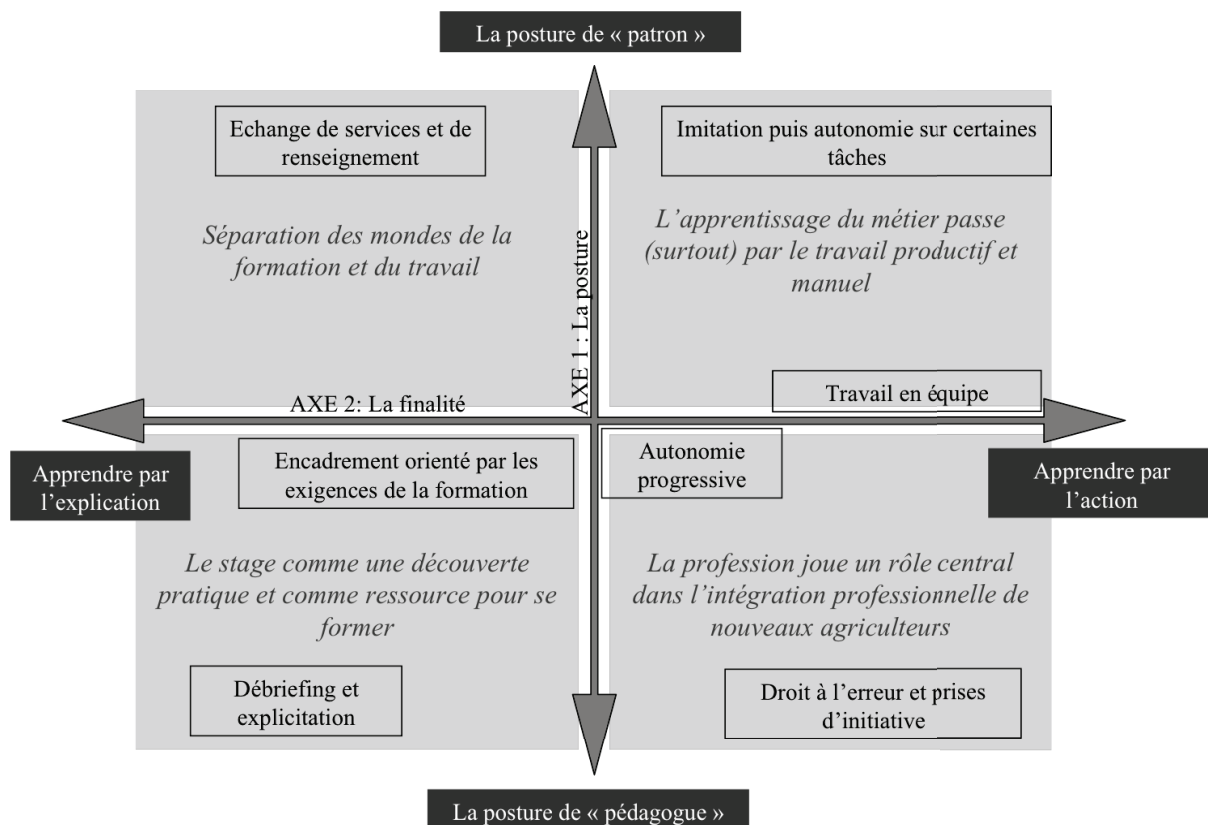 La posture de « patron »
Echange de services et de
renseignement
Imitation puis autonomie sur certaines
tâches
Séparation des mondes de la
formation et du travail
L’apprentissage du métier passe
(surtout) par le travail productif et
manuel
AXE 1 : La posture
AXE 2: La finalité
Travail en équipe
Apprendre par
l’explication
Encadrement orienté par les
exigences de la formation
Autonomie
progressive
Apprendre par
l’action
Le stage comme une découverte
pratique et comme ressource pour se
former
La profession joue un rôle central
dans l’intégration professionnelle de
nouveaux agriculteurs
Débriefing et
explicitation
Droit à l’erreur et prises
d’initiative
La posture de « pédagogue »